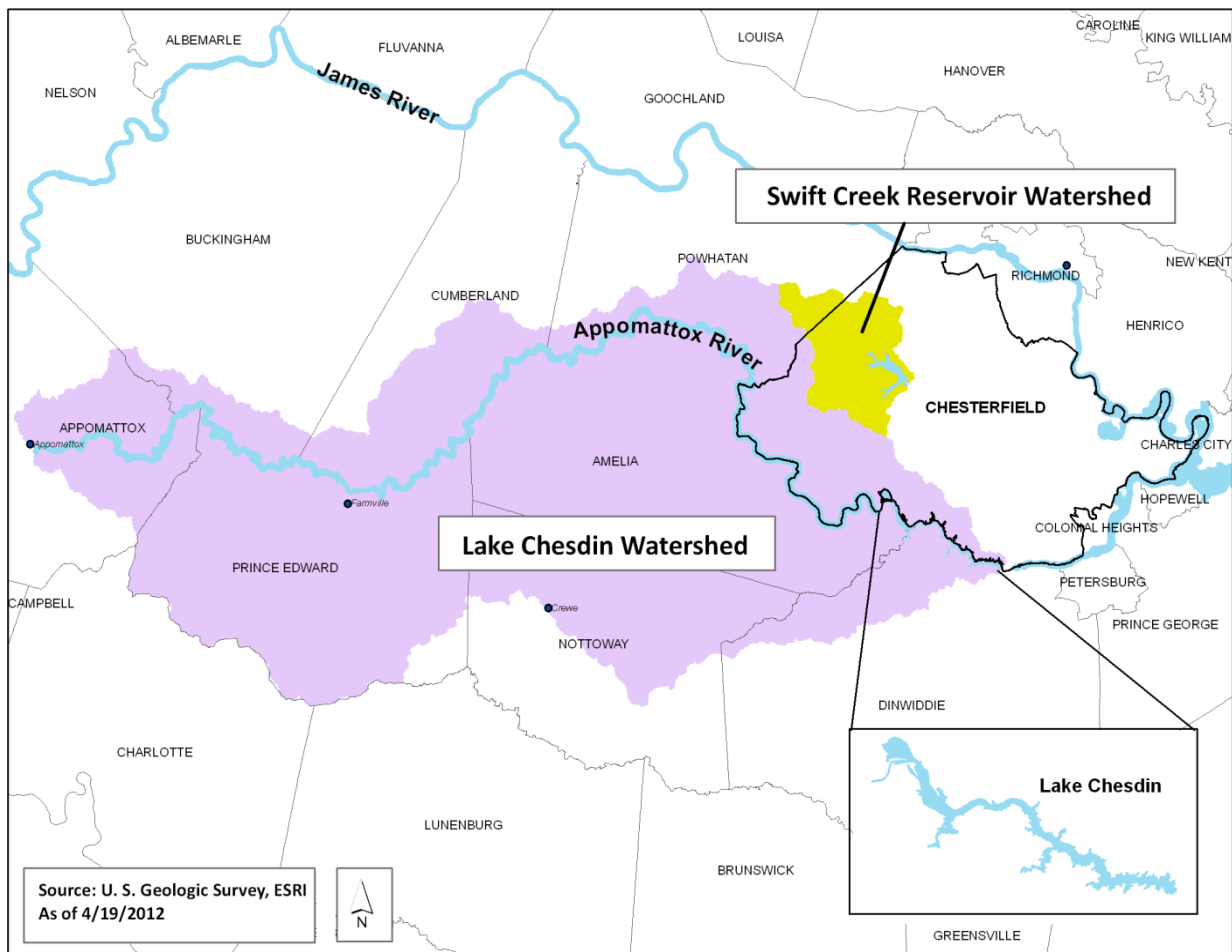 CAROLINE
ALBEMARLE
FLUVANNA
LOUISA
KING WILLIAM
HANOVER
NELSON
James River
GOOCHLAND
Swift Creek Reservoir Watershed
BUCKINGHAM
POWHATAN
NEW KENT
RICHMOND
CUMBERLAND
HENRICO
Appomattox River
CHESTERFIELD
APPOMATTOX
Appomattox
CHARLES CITY
AMELIA
Farmville
HOPEWELL
COLONIAL HEIGHTS
Lake Chesdin Watershed
PRINCE EDWARD
PETERSBURG
CAMPBELL
Crewe
PRINCE GEORGE
NOTTOWAY
DINWIDDIE
CHARLOTTE
Lake Chesdin
LUNENBURG
BRUNSWICK
Source: U. S. Geologic Survey, ESRI
As of 4/19/2012
N
GREENSVILLE